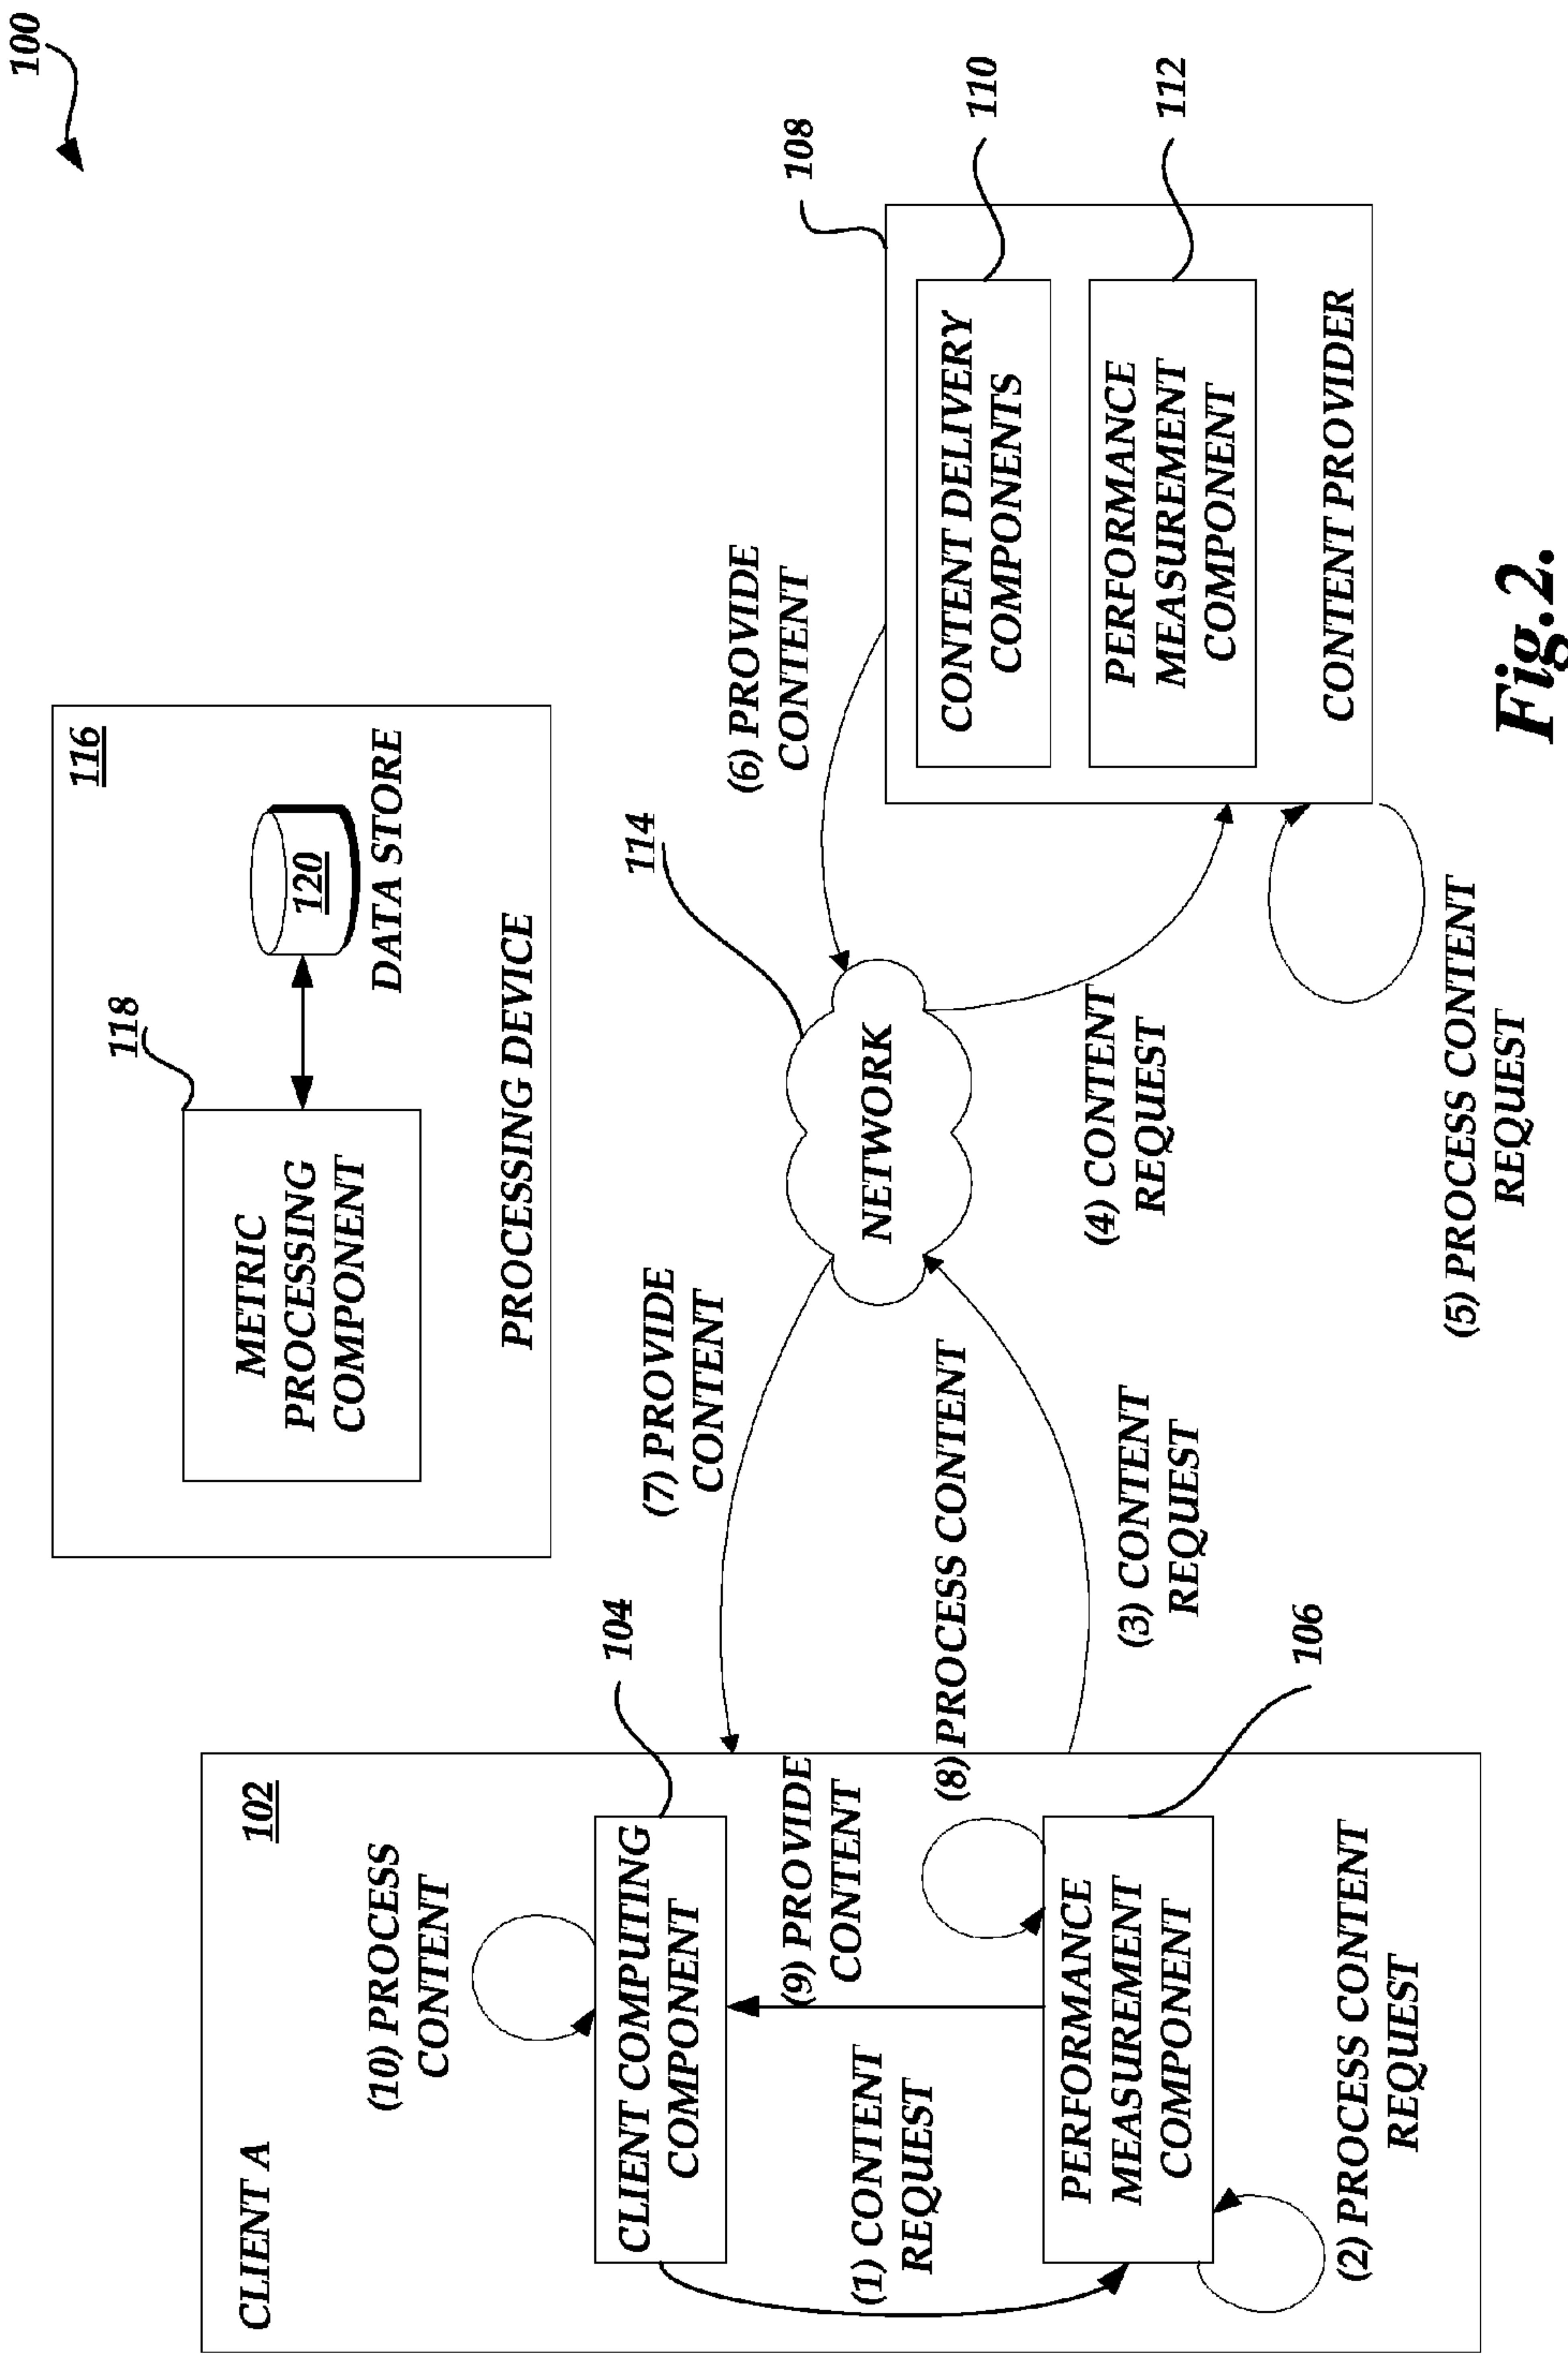 100
116
118
METRIC
PROCESSING
COMPONENT
120
DATA STORE
PROCESSING DEVICE
CLIENT A
102
(10) PROCESS
CONTENT
104
CLIENT COMPUTING
COMPONENT
(9) PROVIDE
CONTENT
(1) CONTENT
REQUEST
(8) PROCESS CONTENT
PERFORMANCE
MEASUREMENT
COMPONENT
106
(2) PROCESS CONTENT
REQUEST
(7) PROVIDE
CONTENT
(3) CONTENT
REQUEST
114
NETWORK
(6) PROVIDE
CONTENT
(4) CONTENT
REQUEST
(5) PROCESS CONTENT
REQUEST
108
CONTENT DELIVERY
COMPONENTS
110
PERFORMANCE
MEASUREMENT
COMPONENT
112
CONTENT PROVIDER
Fig.2.